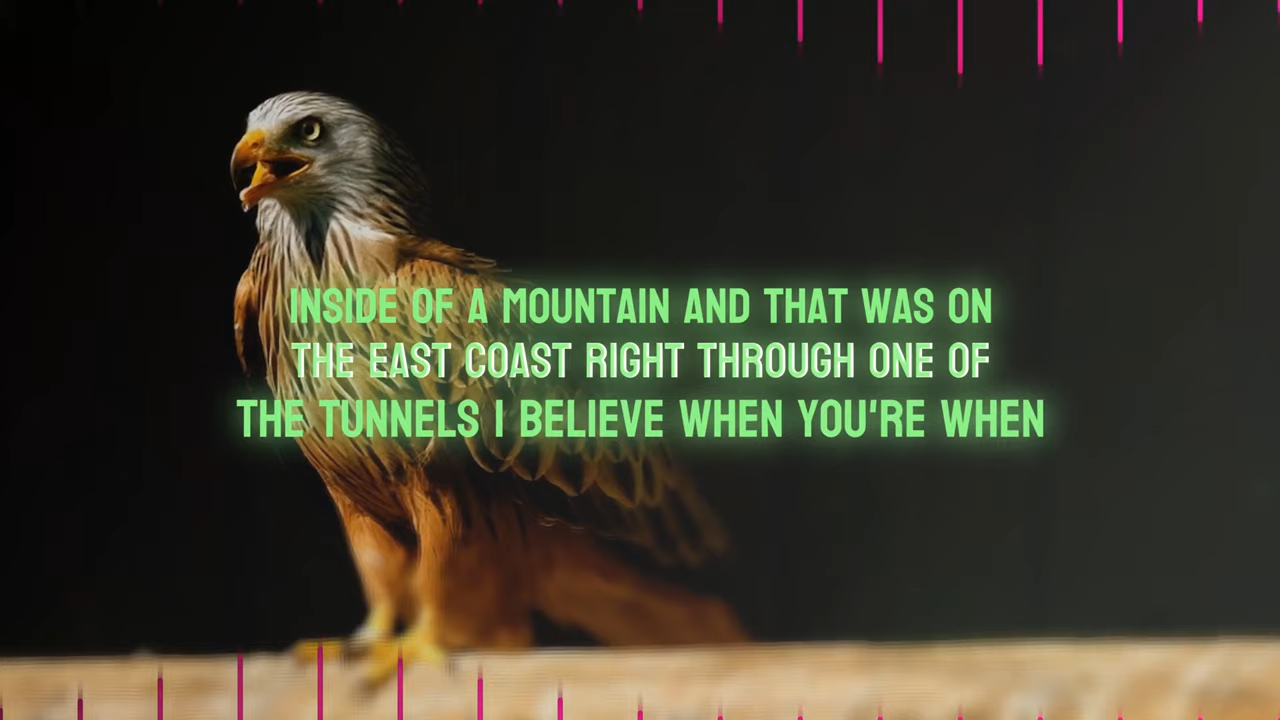 INSIDE OF A MOUNTAIN AND THAT WAS ON
THE EAST COAST RIGHT THROUGH ONE OF
THE TUNNELS I BELIEVE WHEN YOU'RE WHEN